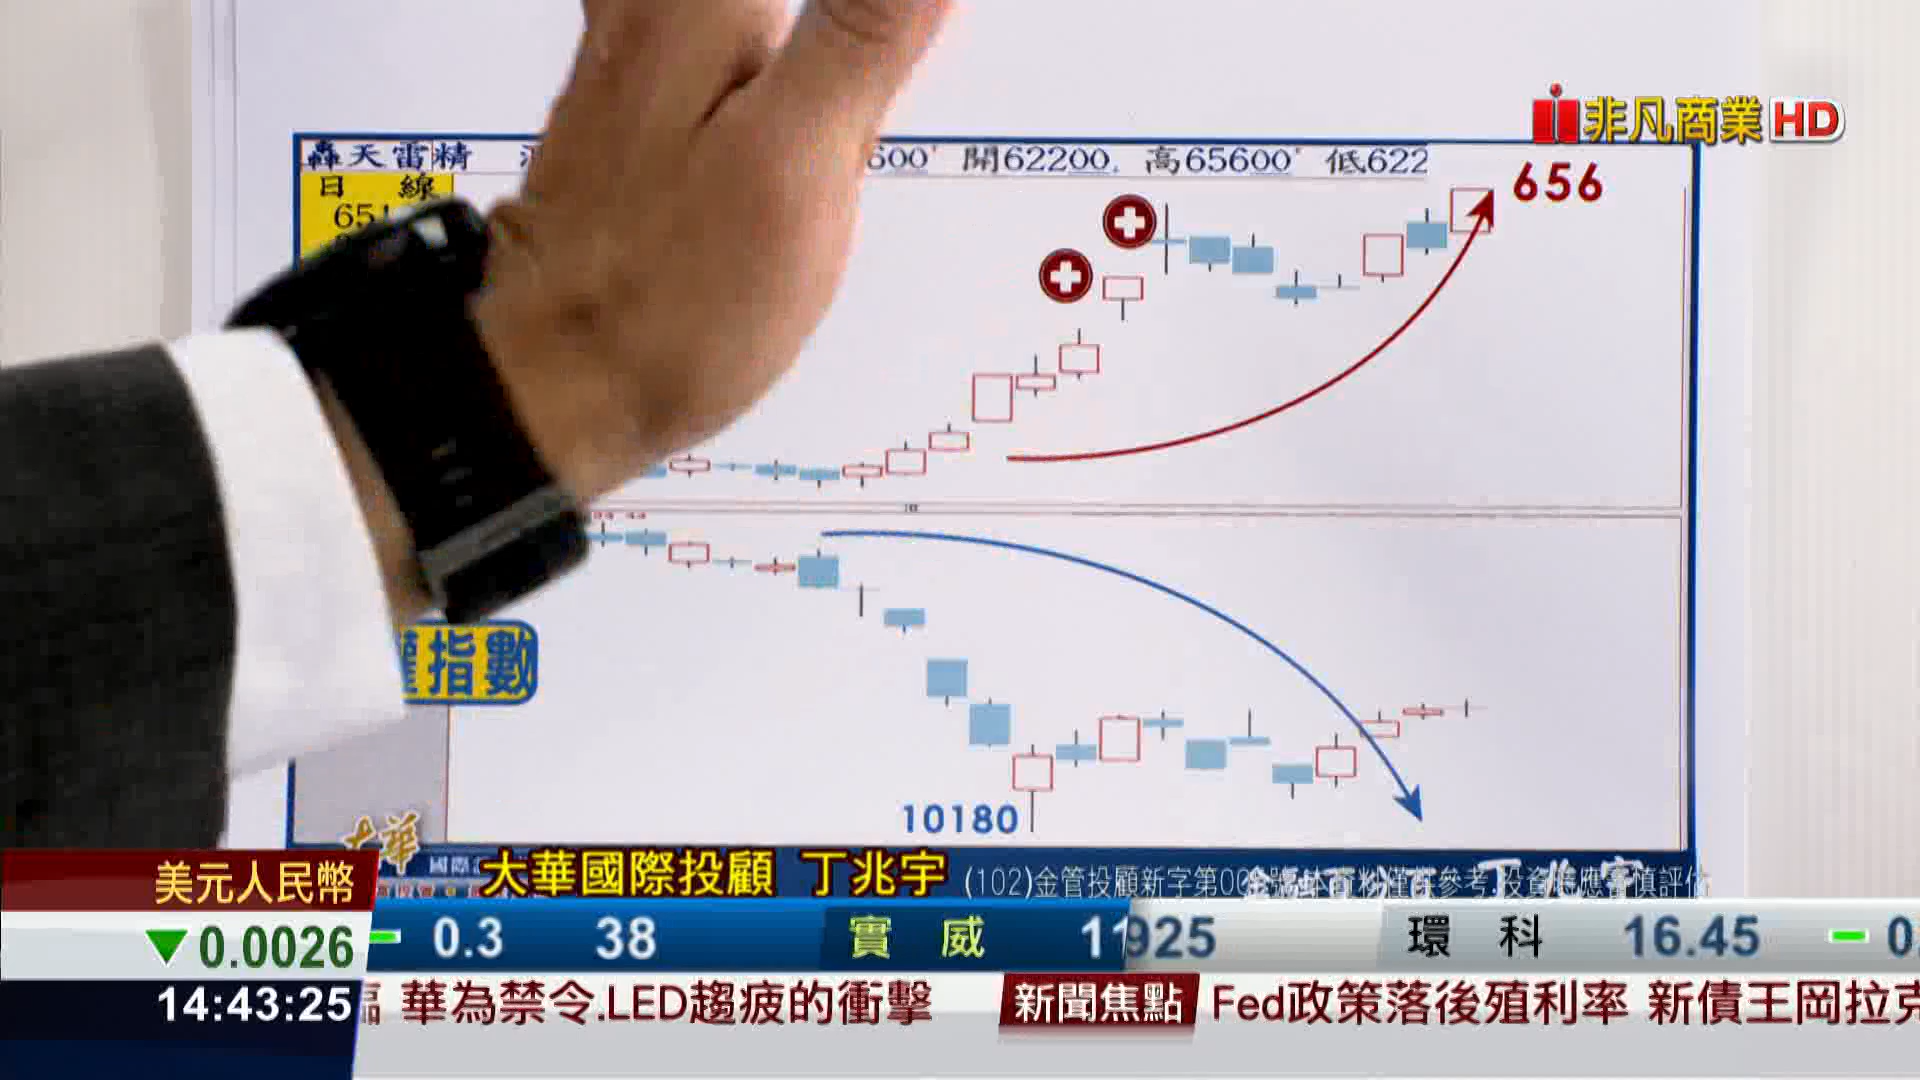 非凡商業HD
轟天雷精
600 開62200. 高65600 低622
日 線
656
指數
10180
大華
大華國際投顧 丁兆宇
(102)金管投顧新字第
美元人民幣
▼0.0026
0.3 38 實威 11925 環科 16.45
14:43:25
華為禁令.LED趨疲的衝擊 新聞焦點 Fed政策落後殖利率 新債王岡拉克